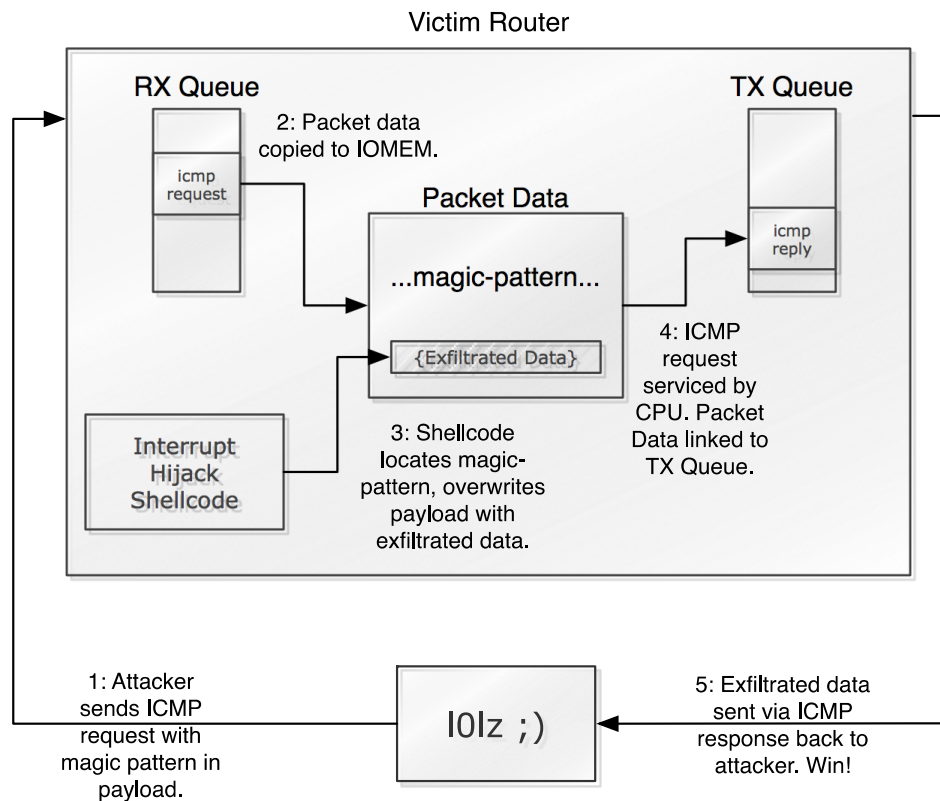 Victim Router
RX Queue
TX Queue
2: Packet data
copied to IOMEM.
icmp
request
Packet Data
icmp
reply
...magic-pattern...
{Exfiltrated Data}
4: ICMP
request
serviced by
CPU. Packet
Data linked to
TX Queue.
Interrupt
Hijack
Shellcode
3: Shellcode
locates magic-
pattern, overwrites
payload with
exfiltrated data.
1: Attacker
sends ICMP
request with
magic pattern in
payload.
l0lz ;)
5: Exfiltrated data
sent via ICMP
response back to
attacker. Win!